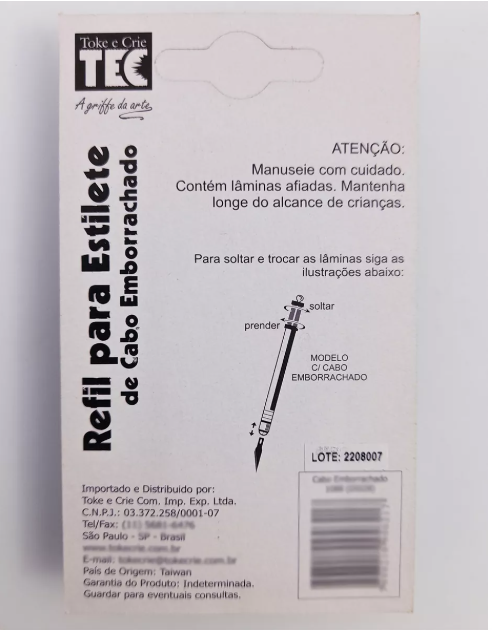 Toke e Crie
TEC
A griffe da arte
Refil para Estilete
de Cabo Emborrachado
ATENÇÃO:
Manuseie com cuidado.
Contém lâminas afiadas. Mantenha
longe do alcance de crianças.
Para soltar e trocar as lâminas siga as
ilustrações abaixo:
soltar
prender
MODELO
C/ CABO
EMBORRACHADO
LOTE: 2208007
Cabo Emborrachado
Importado e Distribuido por:
Toke e Crie Com. Imp. Exp. Ltda.
C.N.P.J.: 03.372.258/0001-07
Tel/Fax:
São Paulo - SP - Brasil
E-mail:
País de Origem: Taiwan
Garantia do Produto: Indeterminada.
Guardar para eventuais consultas.